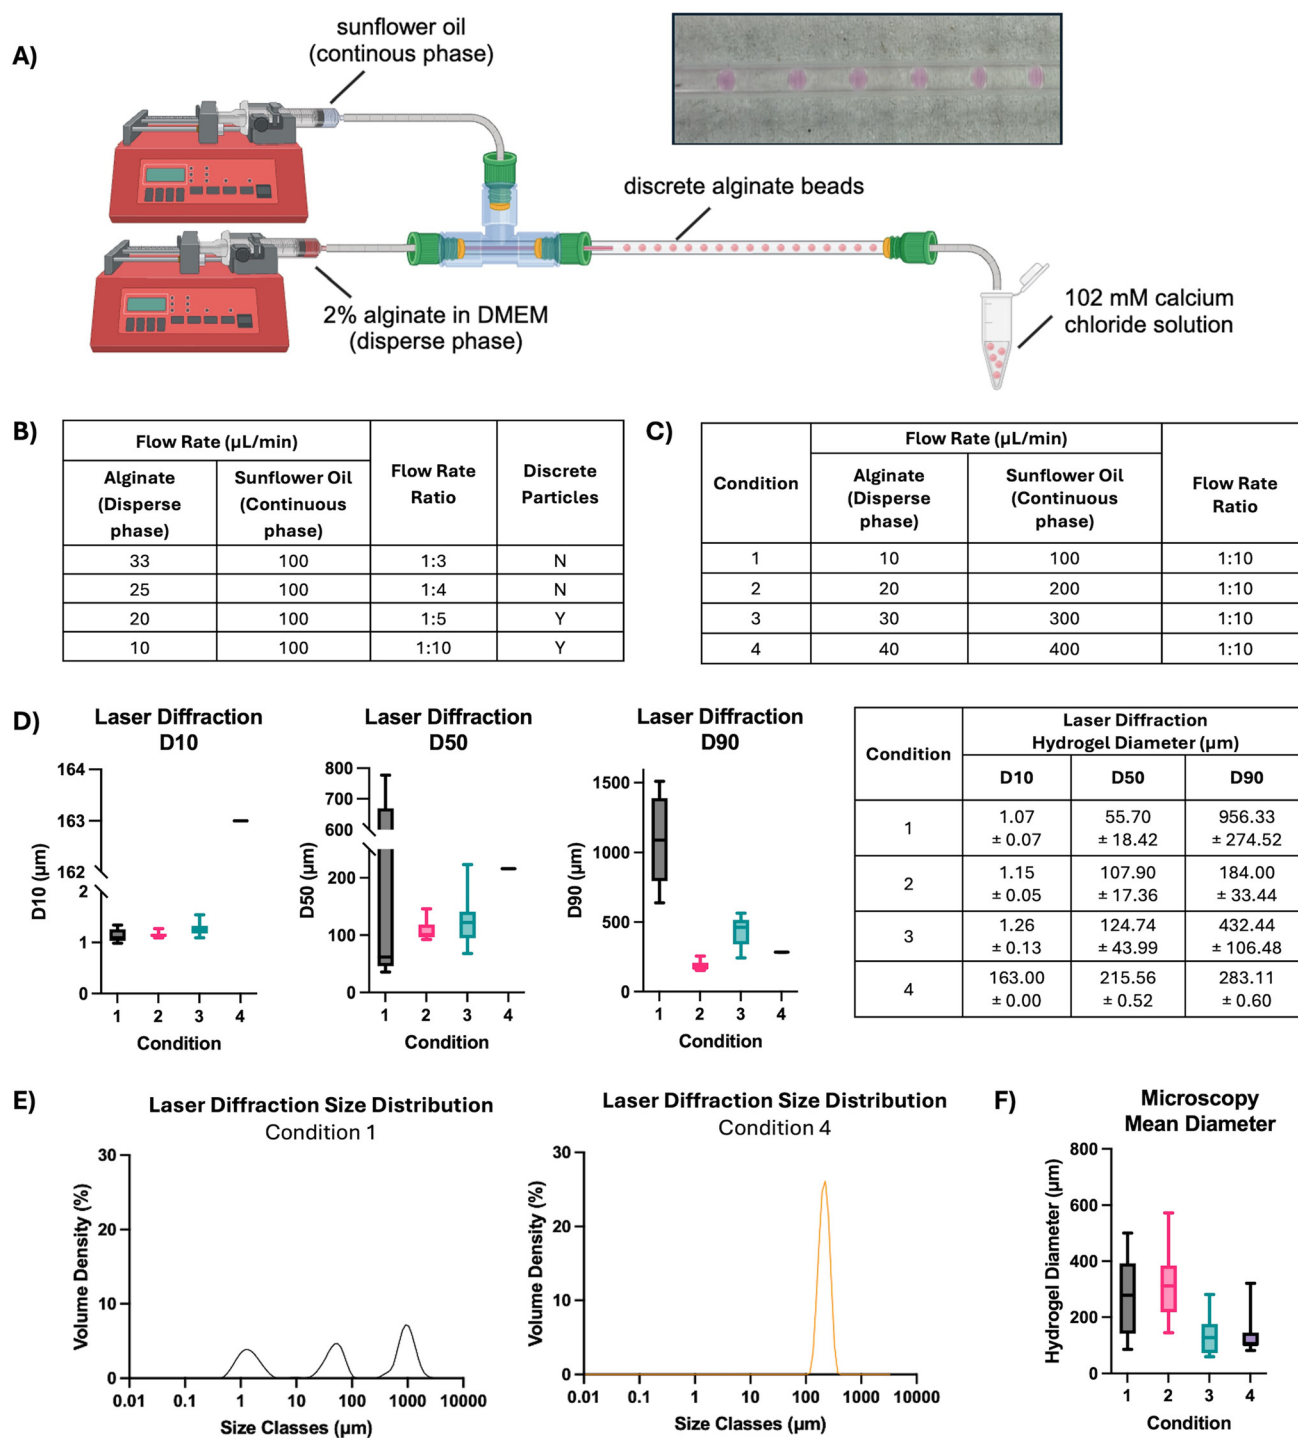 A)
sunflower oil
(continous phase)
discrete alginate beads
2% alginate in DMEM
(disperse phase)
102 mM calcium
chloride solution
B)
Flow Rate (µL/min)
Flow Rate
Ratio
Discrete
Particles
Alginate
(Disperse
phase)
Sunflower Oil
(Continuous
phase)
33 100 1:3 N
25 100 1:4 N
20 100 1:5 Y
10 100 1:10 Y
C)
Condition
Flow Rate (µL/min)
Flow Rate
Ratio
Alginate
(Disperse
phase)
Sunflower Oil
(Continuous
phase)
1 10 100 1:10
2 20 200 1:10
3 30 300 1:10
4 40 400 1:10
D)
Laser Diffraction
D10
D10 (µm)
164
163
162
2
1
0
1 2 3 4
Condition
Laser Diffraction
D50
D50 (µm)
800
700
600
200
100
0
1 2 3 4
Condition
Laser Diffraction
D90
D90 (µm)
1500
1000
500
0
1 2 3 4
Condition
Condition
Laser Diffraction
Hydrogel Diameter (µm)
D10 D50 D90
1
1.07 55.70 956.33
± 0.07 ± 18.42 ± 274.52
2
1.15 107.90 184.00
± 0.05 ± 17.36 ± 33.44
3
1.26 124.74 432.44
± 0.13 ± 43.99 ± 106.48
4
163.00 215.56 283.11
± 0.00 ± 0.52 ± 0.60
E)
Laser Diffraction Size Distribution
Condition 1
Volume Density (%)
30
20
10
0
0.01 0.1 1 10 100 1000 10000
Size Classes (µm)
Laser Diffraction Size Distribution
Condition 4
Volume Density (%)
30
20
10
0
0.01 0.1 1 10 100 1000 10000
Size Classes (µm)
F)
Microscopy
Mean Diameter
Hydrogel Diameter (µm)
800
600
400
200
0
1 2 3 4
Condition